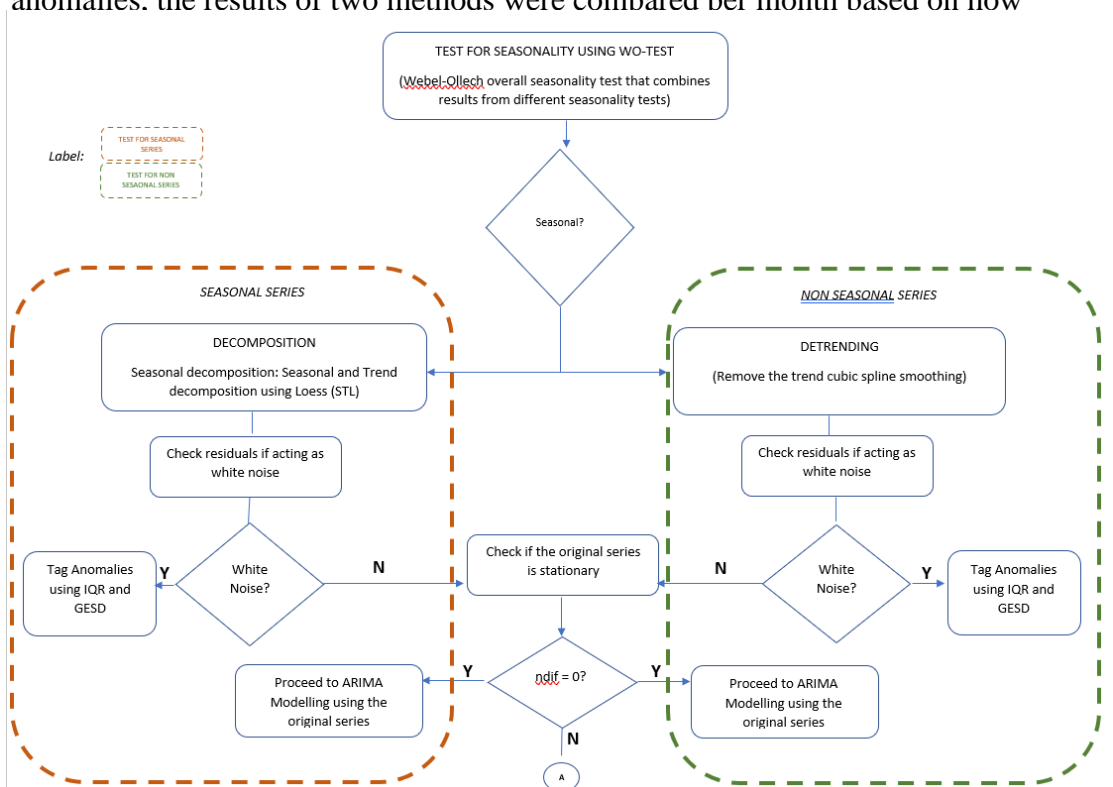 anomalies, the results of two methods were compared per month based on how
TEST FOR SEASONALITY USING WO-TEST
(Webel-Ollech overall seasonality test that combines
results from different seasonality tests)
Label:
TEST FOR SEASONAL
SERIES
TEST FOR NON
SESAONAL SERIES
Seasonal?
SEASONAL SERIES
NON SEASONAL SERIES
DECOMPOSITION
Seasonal decomposition: Seasonal and Trend
decomposition using Loess (STL)
DETRENDING
(Remove the trend cubic spline smoothing)
Check residuals if acting as
white noise
Check residuals if acting as
white noise
Tag Anomalies
using IQR and
GESD
Y
White
Noise?
N
Check if the original series
is stationary
N
White
Noise?
Y
Tag Anomalies
using IQR and
GESD
Proceed to ARIMA
Modelling using the
original series
Y
ndif = 0?
Y
Proceed to ARIMA
Modelling using the
original series
N
A